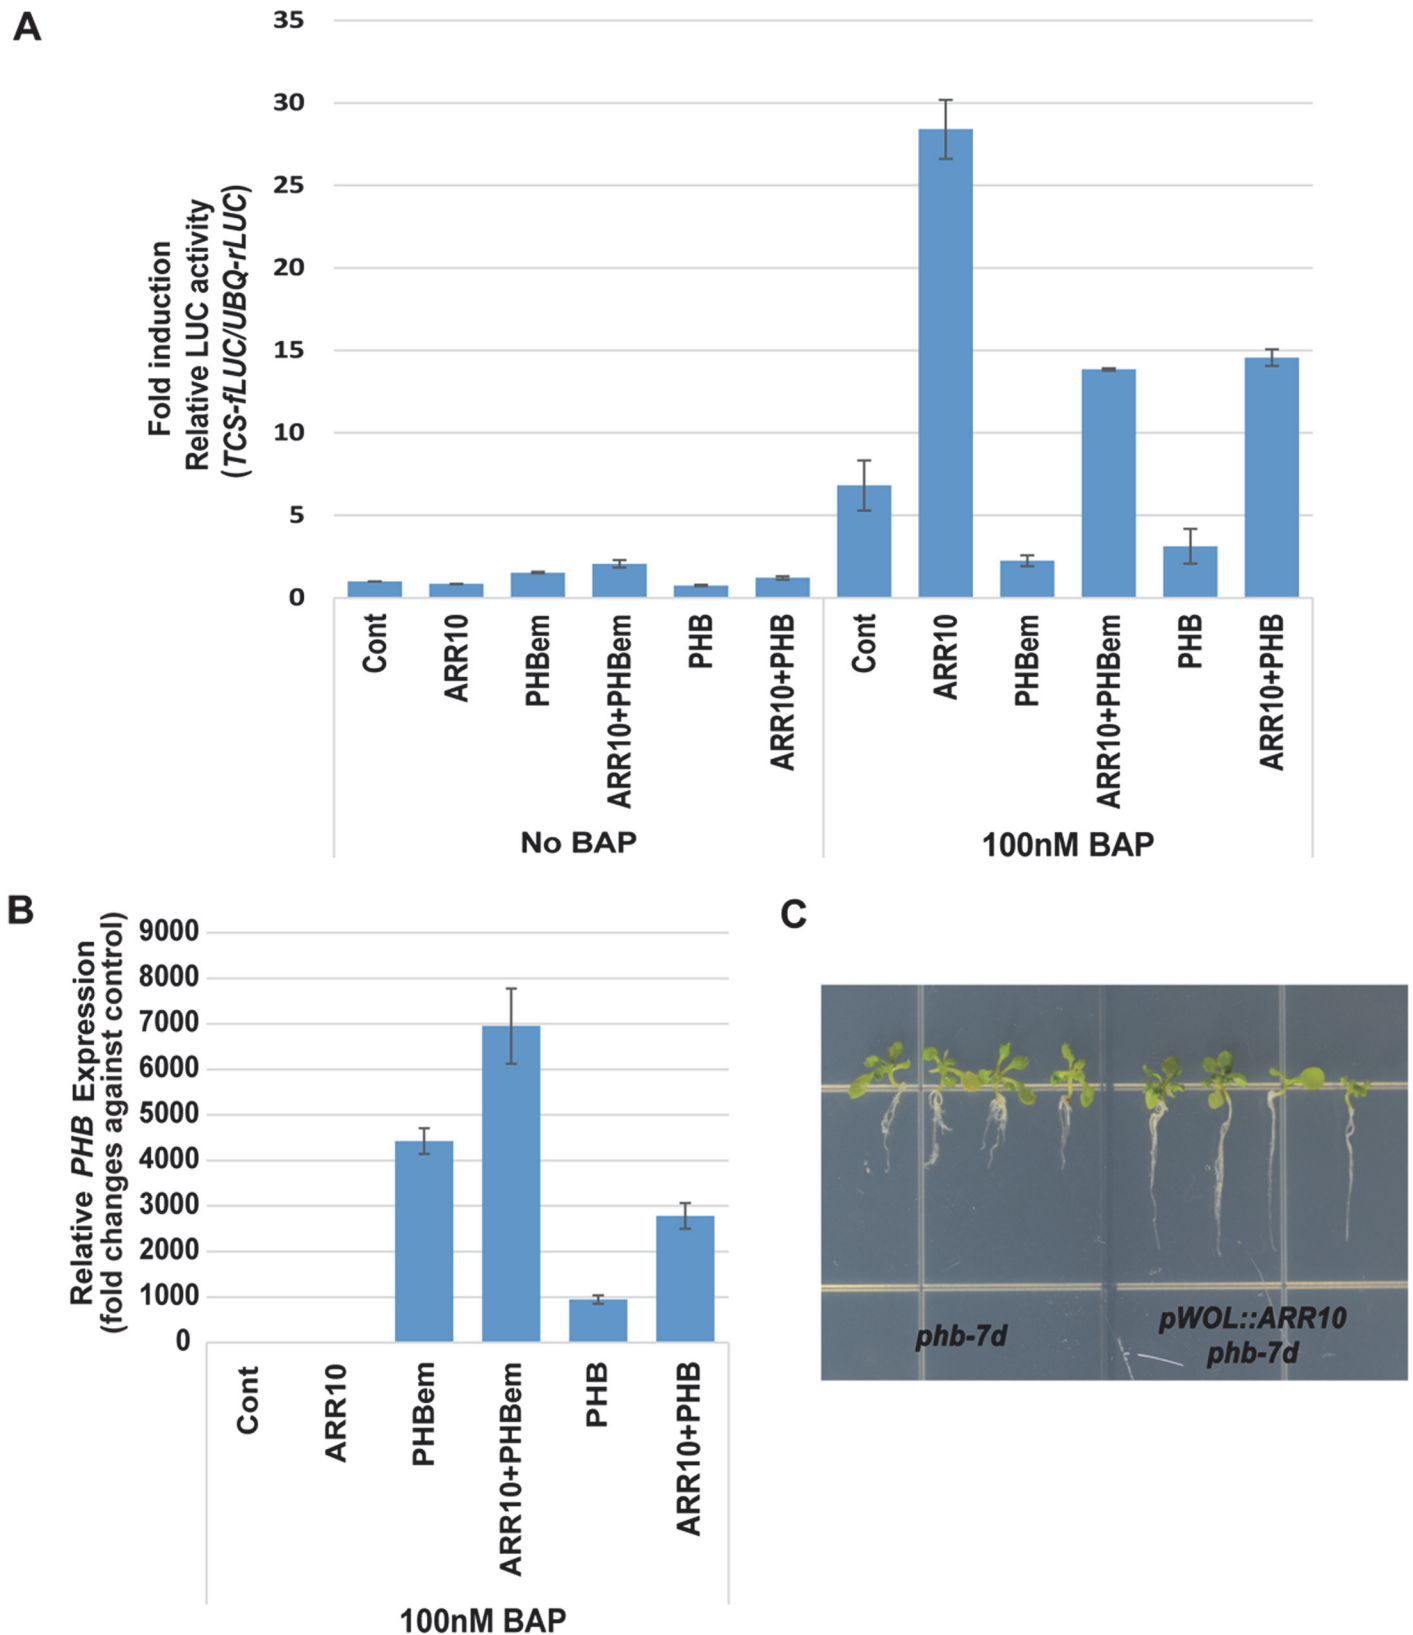 A
35
30
25
20
15
10
5
0
Fold induction
Relative LUC activity
(TCS-fLUC/UBQ-rLUC)
Cont
ARR10
PHBem
ARR10+PHBem
PHB
ARR10+PHB
Cont
ARR10
PHBem
ARR10+PHBem
PHB
ARR10+PHB
No BAP
100nM BAP
B
9000
8000
7000
6000
5000
4000
3000
2000
1000
0
Relative PHB Expression
(fold changes against control)
Cont
ARR10
PHBem
ARR10+PHBem
PHB
ARR10+PHB
100nM BAP
C
phb-7d
pWOL::ARR10
phb-7d